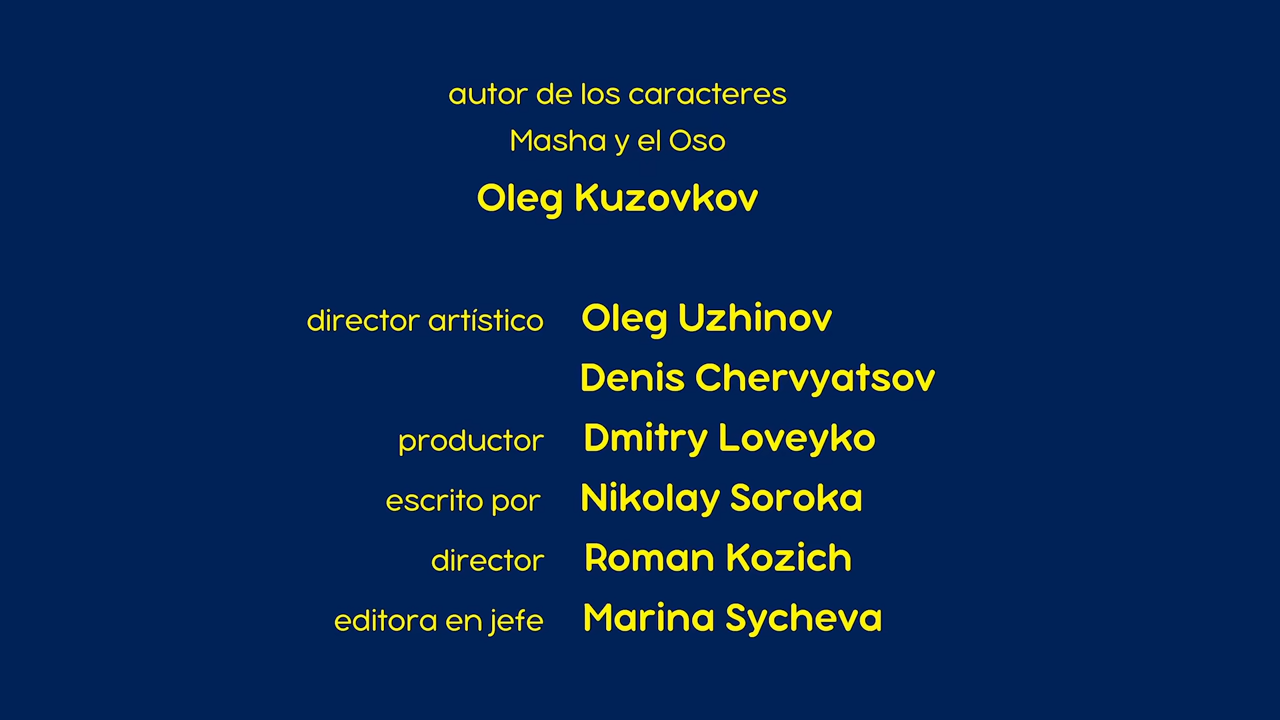 autor de los caracteres
Masha y el Oso
Oleg Kuzovkov
director artístico Oleg Uzhinov
Denis Chervyatsov
productor Dmitry Loveyko
escrito por Nikolay Soroka
director Roman Kozich
editora en jefe Marina Sycheva